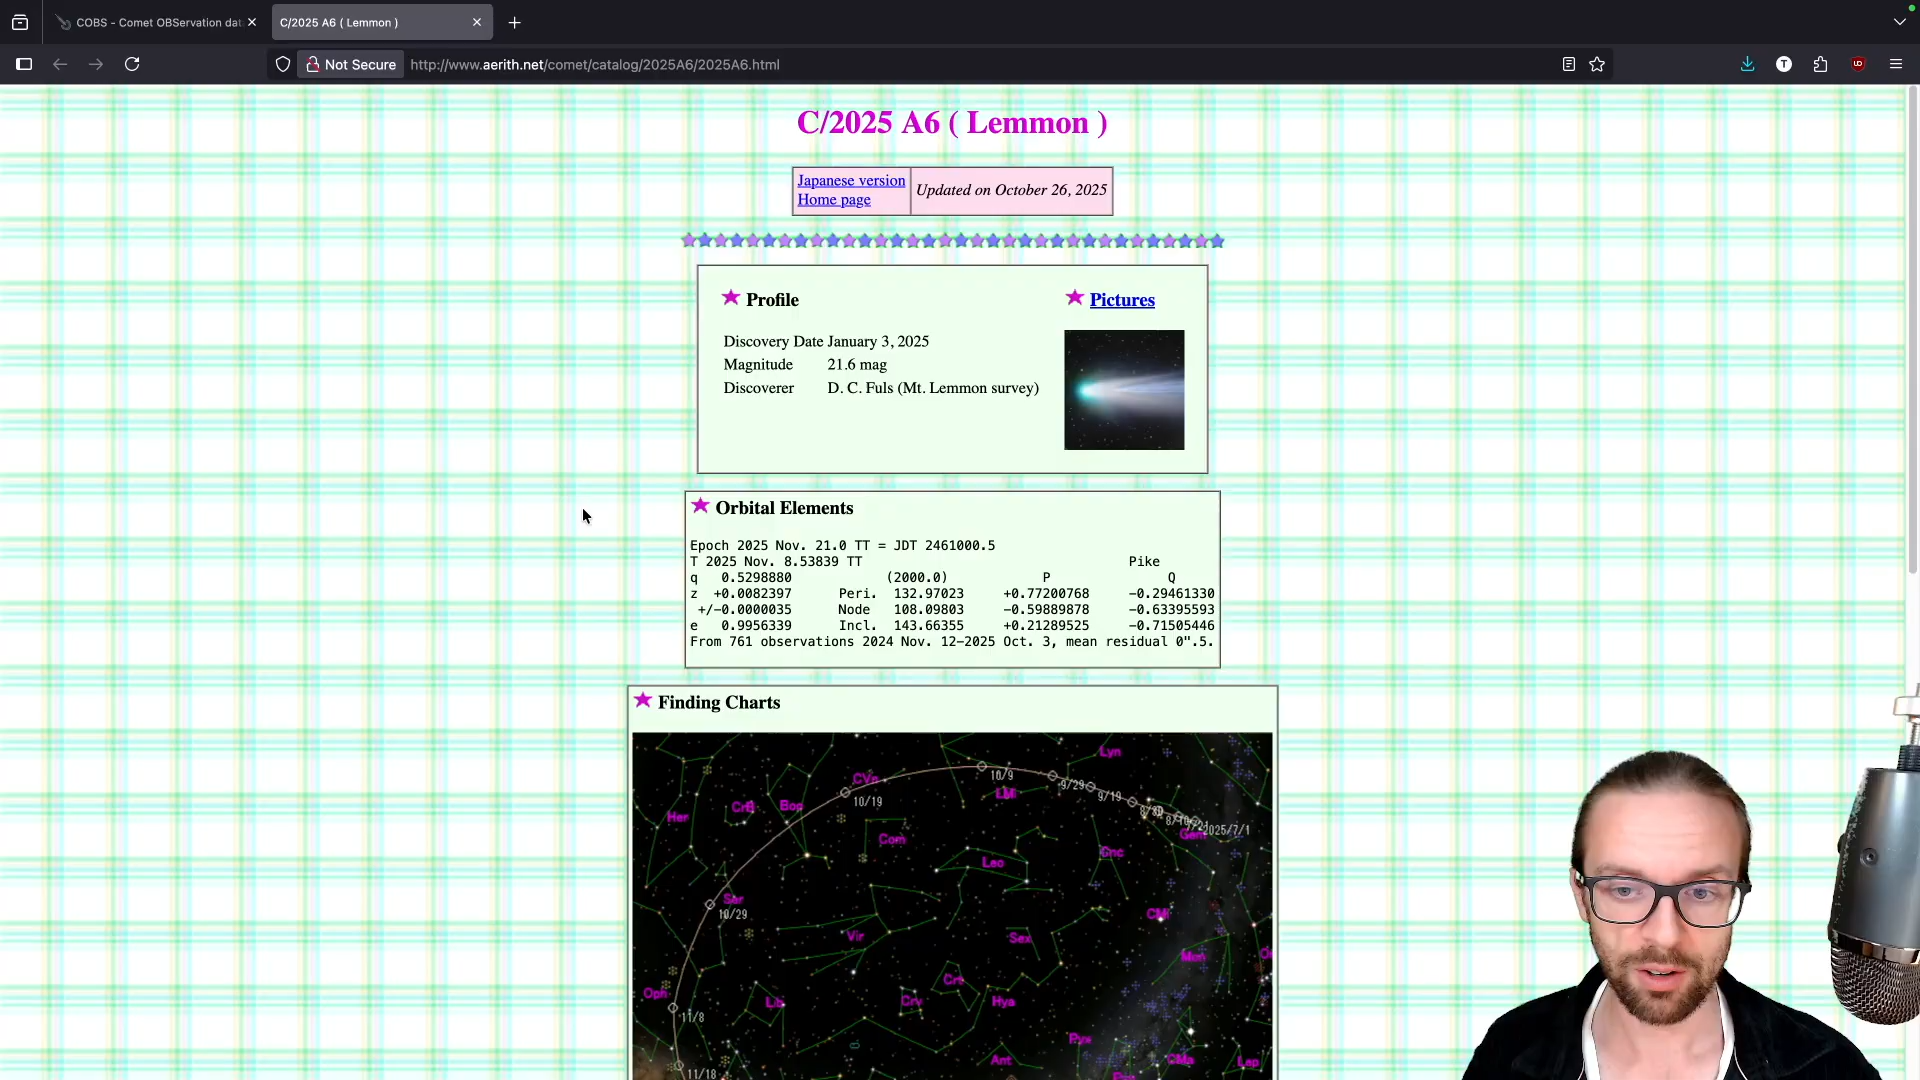 COBS - Comet OBServation dat
C/2025 A6 ( Lemmon )
Not Secure
http://www.aerith.net/comet/catalog/2025A6/2025A6.html
T
C/2025 A6 ( Lemmon )
Japanese version
Home page
Updated on October 26, 2025
Profile
Pictures
Discovery Date January 3, 2025
Magnitude 21.6 mag
Discoverer D. C. Fuls (Mt. Lemmon survey)
Orbital Elements
Epoch 2025 Nov. 21.0 TT = JDT 2461000.5
T 2025 Nov. 8.53839 TT Pike
q 0.5298880 (2000.0) P Q
z +0.0082397 Peri. 132.97023 +0.77200768 -0.29461330
+/-0.0000035 Node 108.09803 -0.59889878 -0.63395593
e 0.9956339 Incl. 143.66355 +0.21289525 -0.71505446
From 761 observations 2024 Nov. 12-2025 Oct. 3, mean residual 0".5.
Finding Charts
Lyn
10/9
CVn
9/29
LMi
9/19
10/19
CrB
Boo
Her
2025/7/1
Gem
Com
Cnc
Leo
Ser
10/29
CMi
Vir
Sex
Mon
Crt
Oph
Lib
Crv
Hya
11/8
Pyx
Ant
CMa
Lep
11/18